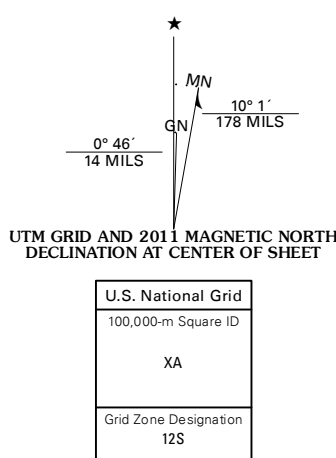 MN
GN
10° 1´
178 MILS
0° 46´
14 MILS
UTM GRID AND 2011 MAGNETIC NORTH
DECLINATION AT CENTER OF SHEET
U.S. National Grid
100,000-m Square ID
XA
Grid Zone Designation
12S